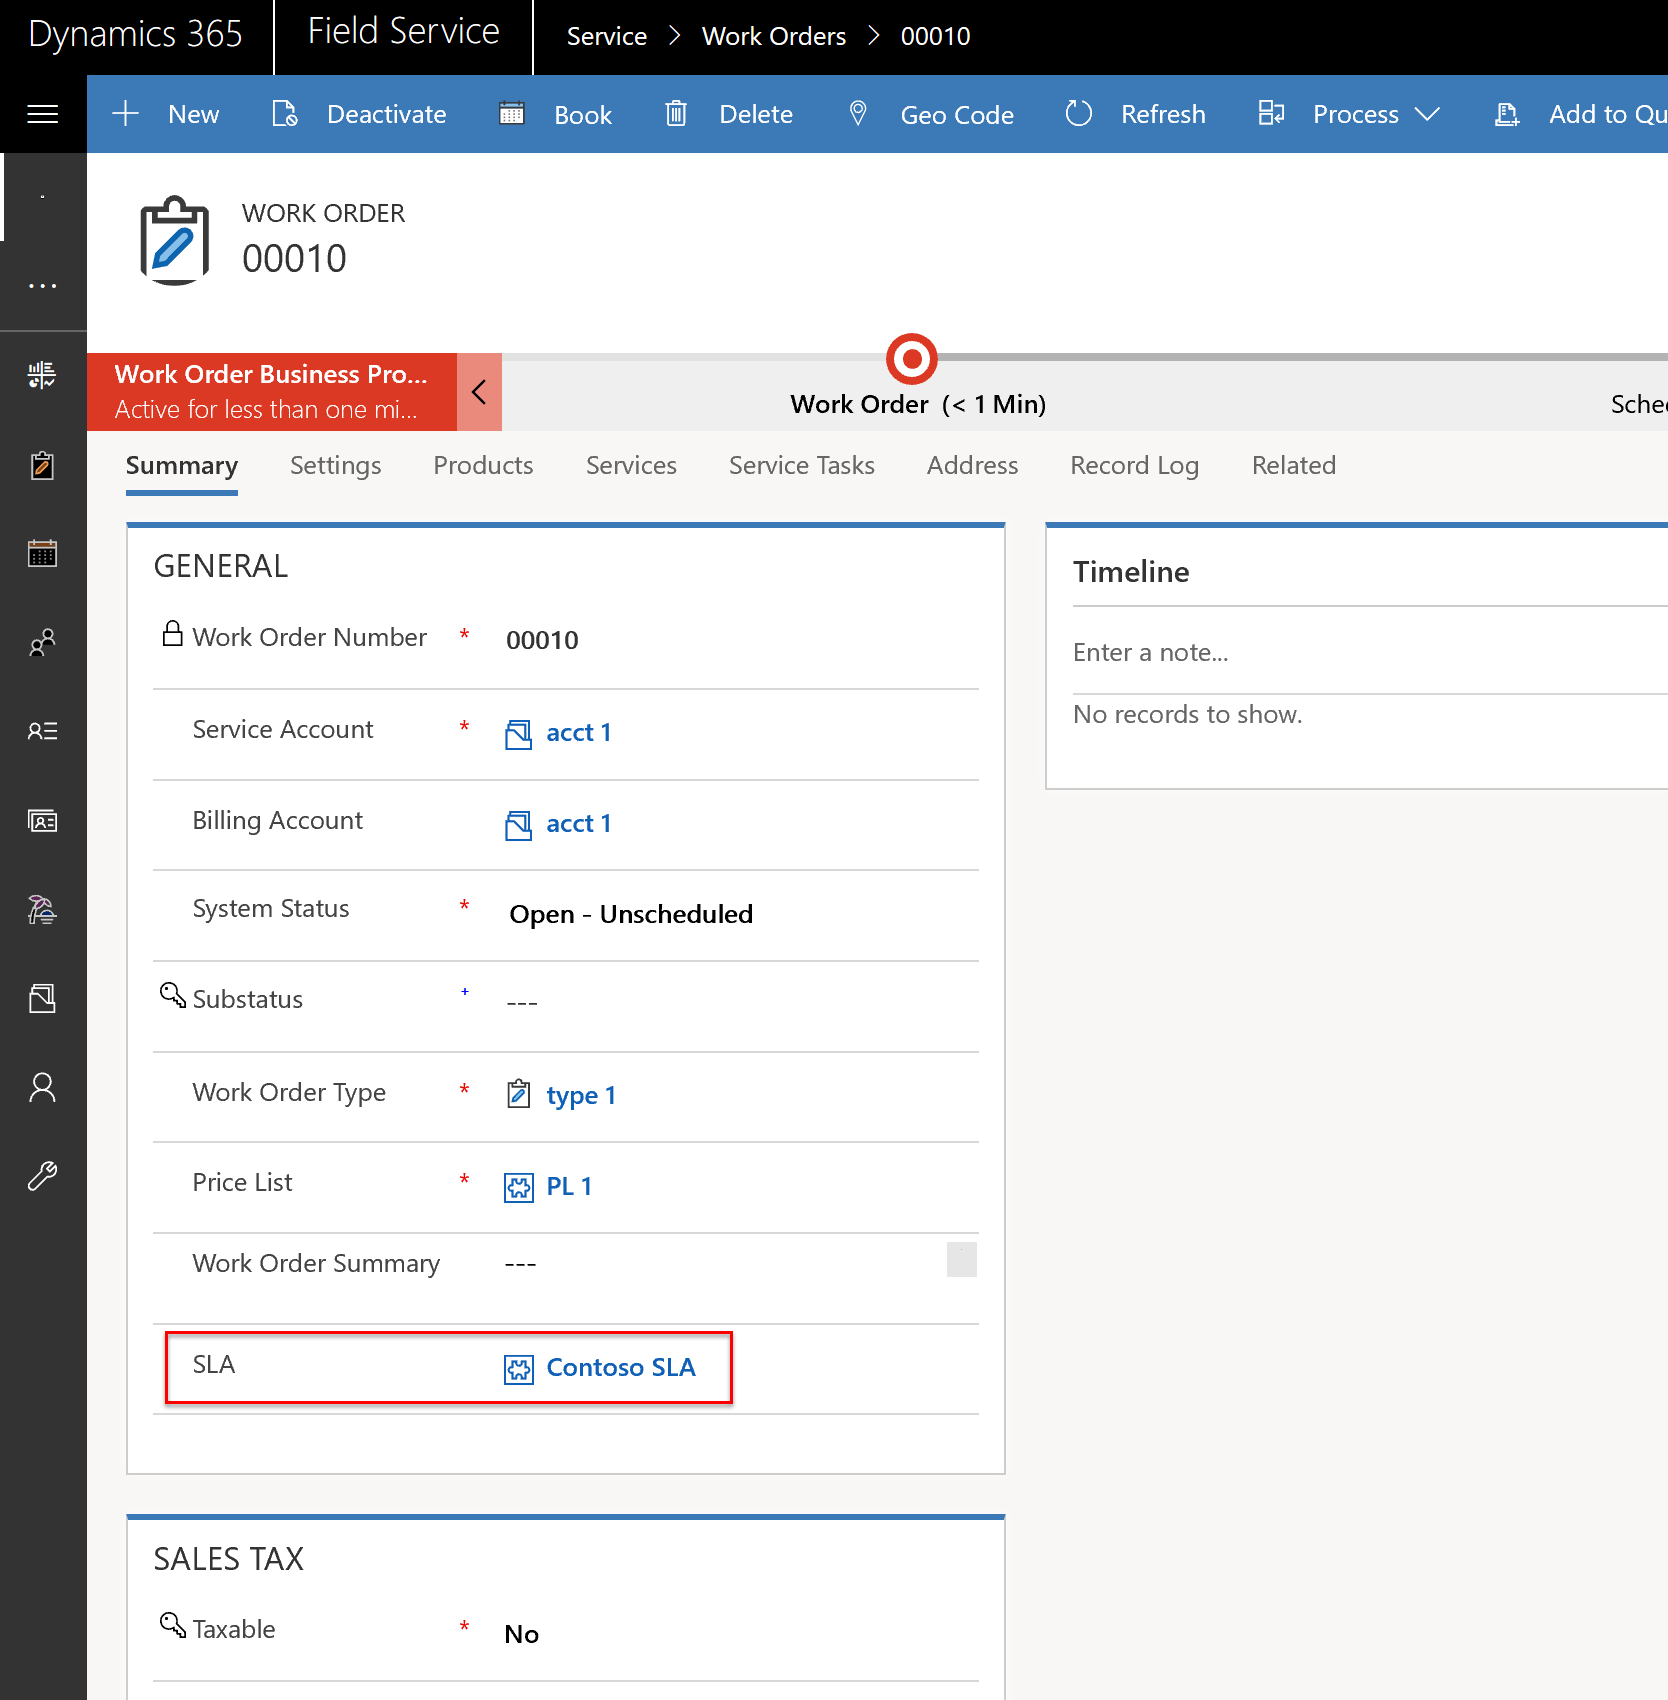 Dynamics 365 Field Service Service > Work Orders > 00010
New Deactivate Book Delete Geo Code Refresh Process Add to Qu
WORK ORDER
00010
Work Order Business Pro...
Active for less than one mi...
Work Order (< 1 Min)
Sche
Summary Settings Products Services Service Tasks Address Record Log Related
GENERAL
Work Order Number * 00010
Service Account * acct 1
Billing Account acct 1
System Status * Open - Unscheduled
Substatus + ---
Work Order Type * type 1
Price List * PL 1
Work Order Summary ---
SLA Contoso SLA
Timeline
Enter a note...
No records to show.
SALES TAX
Taxable * No